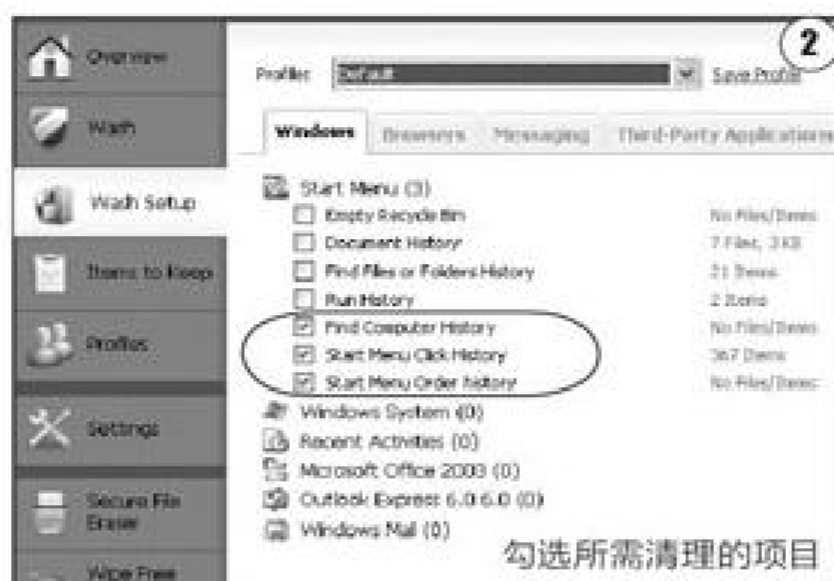 2
Overview
Wash
Wash Setup
Items to Keep
Profiles
Settings
Secure File
Eraser
Wipe Free
Profiles Default Save Profile
Windows Browsers Messaging Third-Party Applications
Start Menu (3)
Empty Recycle Bin No Files/Items
Document History 7 Files, 3 KB
Find Files or Folders History 21 Items
Run History 2 Items
Find Computer History No Files/Items
Start Menu Click History 367 Items
Start Menu Order history No Files/Items
Windows System (0)
Recent Activities (0)
Microsoft Office 2003 (0)
Outlook Express 6.0 6.0 (0)
Windows Mail (0)
勾选所需清理的项目